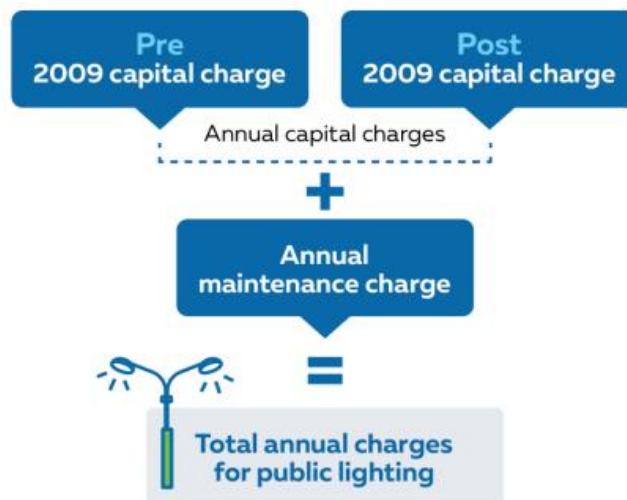 Pre
2009 capital charge
Post
2009 capital charge
Annual capital charges
+
Annual
maintenance charge
=
Total annual charges
for public lighting